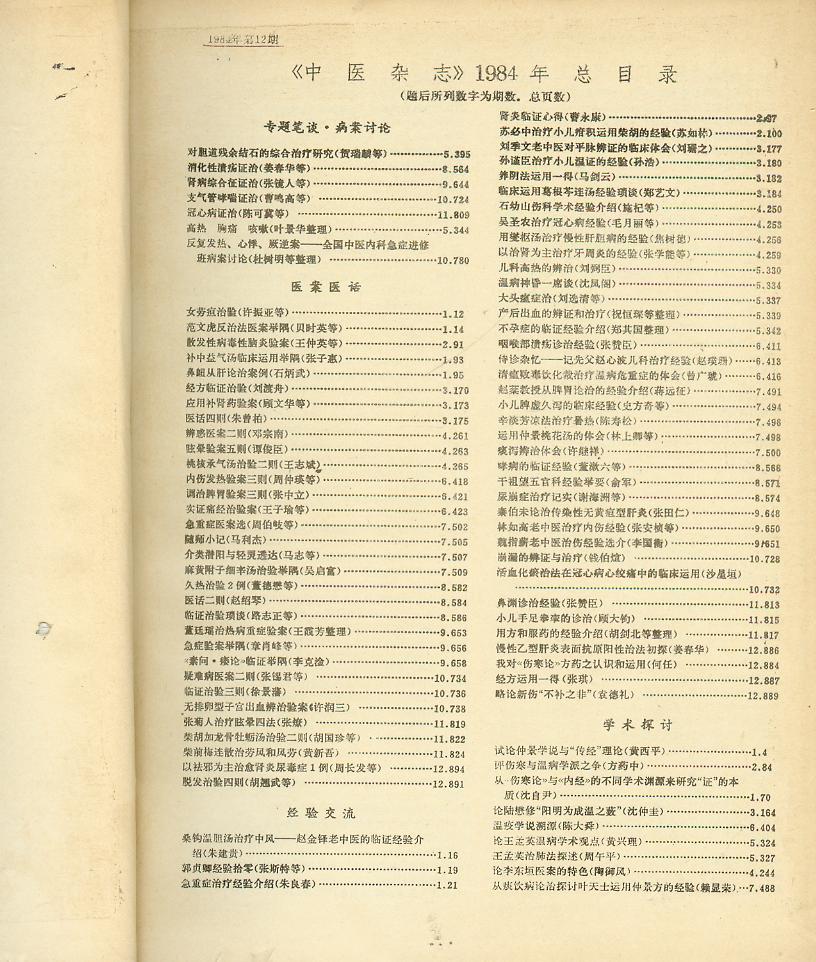 1984年第12期
《中医杂志》1984年总目录
(题后所列数字为期数。总页数)
专题笔谈·病案讨论
对胆道残余结石的综合治疗研究(贺瑞麟等)…………5.395
消化性溃疡证治(姜春华等)…………8.564
肾病综合征证治(张镜人等)…………9.644
支气管哮喘证治(曹鸣高等)…………10.724
冠心病证治(陈可冀等)…………11.809
高热 胸痛 咳嗽(叶景华整理)…………5.344
反复发热、心悸、厥逆案——全国中医内科急症进修
班病案讨论(杜树明等整理)…………10.780
医案医话
女劳疸治验(许振亚等)…………1.12
范文虎反治法医案举隅(贝时英等)…………1.14
散发性病毒性脑炎验案(王仲英等)…………2.91
补中益气汤临床运用举隅(张子惠)…………1.93
鼻衄从肝论治案例(石炳武)…………1.95
经方临证治验(刘渡舟)…………3.170
应用补肾药验案(顾文华等)…………3.173
医话四则(朱曾柏)…………3.175
辨惑医案二则(邓宗南)…………4.261
眩晕验案五则(谭俊臣)…………4.263
桃核承气汤治验二则(王志斌)…………4.265
内伤发热验案三则(周仲瑛等)…………6.418
调治脾胃验案三则(张中立)…………6.421
实证痛经治验案(王子瑜等)…………6.423
急重症医案选(周伯岐等)…………7.502
随师小记(马利杰)…………7.505
介类潜阳与轻灵透达(马志等)…………7.507
麻黄附子细辛汤治验举隅(吴启富)…………7.509
久热治验2例(董德懋等)…………8.582
医话二则(赵绍琴)…………8.584
临证治验琐谈(路志正等)…………8.586
董廷瑶治热病重症验案(王霞芳整理)…………9.653
急症验案举隅(章肖峰等)…………9.656
《素问·痿论》临证举隅(李克淦)…………9.658
疑难病医案二则(张锡君等)…………10.734
临证治验三则(徐景藩)…………10.736
无排卵型子宫出血辨治验案(许润三)…………10.738
张菊人治疗眩晕四法(张燎)…………11.819
柴胡加龙骨牡蛎汤治验二则(胡国珍等)…………11.822
柴前梅连散治劳风和风劳(黄新吾)…………11.824
以祛邪为主治愈肾炎尿毒症1例(周长发等)…………12.894
脱发治验四则(胡翘武等)…………12.891
经验交流
桑钩温胆汤治疗中风——赵金铎老中医的临证经验介
绍(朱建贵)…………1.16
郭贞卿经验拾零(张斯特等)…………1.19
急重症治疗经验介绍(朱良春)…………1.21
肾炎临证心得(曹永康)…………2.97
苏必中治疗小儿疳积运用柴胡的经验(苏如林)…………2.100
刘季文老中医对平脉辨证的临床体会(刘骊之)…………3.177
孙谨臣治疗小儿温证的经验(孙浩)…………3.180
养阴法运用一得(马剑云)…………3.182
临床运用葛根芩连汤经验琐谈(郑艺文)…………3.184
石幼山伤科学术经验介绍(施杞等)…………4.250
吴圣农治疗冠心病经验(毛月丽等)…………4.253
用燮枢汤治疗慢性肝胆病的经验(焦树德)…………4.256
以治肾为主治疗牙周炎的经验(张学能等)…………4.259
儿科高热的辨治(刘弼臣)…………5.330
温病神昏一席谈(沈凤阁)…………5.334
大头瘟症治(刘选清等)…………5.337
产后出血的辨证和治疗(祝恒琛等整理)…………5.339
不孕症的临证经验介绍(郑其国整理)…………5.342
咽喉部溃疡诊治经验(张赞臣)…………6.411
侍诊杂忆——记先父赵心波儿科治疗经验(赵璞珊)…………6.413
清瘟败毒饮化裁治疗温病危重症的体会(曾广琥)…………6.416
赵棻教授从脾胃论治的经验介绍(蒋远征)…………7.491
小儿脾虚久泻的临床经验(史方奇等)…………7.494
辛淡芳凉法治疗暑热(陈寿松)…………7.496
运用仲景桃花汤的体会(林上卿等)…………7.498
痰泻辨治体会(许继祥)…………7.500
哮病的临证经验(董漱六等)…………8.568
干祖望五官科经验举要(俞军)…………8.571
尿崩症治疗记实(谢海洲等)…………8.574
秦伯未论治传染性无黄疸型肝炎(张田仁)…………9.648
林如高老中医治疗内伤经验(张安桢等)…………9.650
魏指薪老中医治伤经验选介(李国衡)…………9.651
崩漏的辨证与治疗(钱伯煊)…………10.728
活血化瘀治法在冠心病心绞痛中的临床运用(沙星垣)
…………10.732
鼻渊诊治经验(张赞臣)…………11.813
小儿手足拳挛的诊治(顾大钧)…………11.815
用方和服药的经验介绍(胡剑北等整理)…………11.817
慢性乙型肝炎表面抗原阳性治法初探(姜春华)…………12.886
我对《伤寒论》方药之认识和运用(何任)…………12.884
经方运用一得(张琪)…………12.887
略论新伤“不补之非”(袁德礼)…………12.889
学术探讨
试论仲景学说与“传经”理论(黄西平)…………1.4
评伤寒与温病学派之争(方药中)…………2.84
从《伤寒论》与《内经》的不同学术渊源来研究“证”的本
质(沈自尹)…………1.70
论陆懋修“阳明为成温之薮”(沈仲圭)…………3.164
温疫学说溯源(陈大舜)…………6.404
论王孟英温病学术观点(黄兴理)…………5.324
王孟英治肺法探述(周午平)…………5.327
论李东垣医案的特色(陶御风)…………4.244
从痰饮病论治探讨叶天士运用仲景方的经验(赖显荣)…7.488